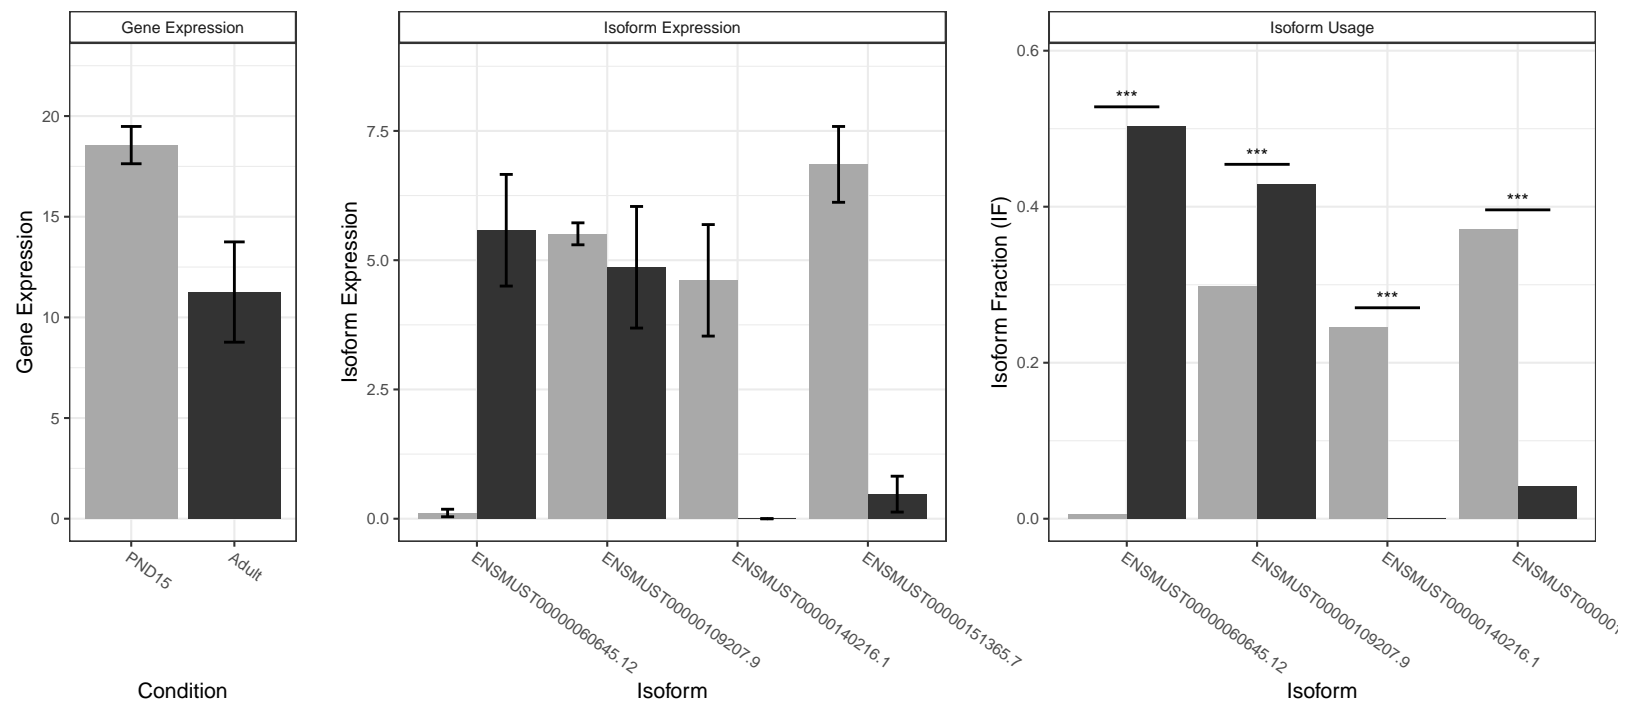 Gene Expression
Gene Expression
20
15
10
5
0
PND15
Adult
Condition
Isoform Expression
Isoform Expression
7.5
5.0
2.5
0.0
ENSMUST00000060645.12
ENSMUST00000109207.9
ENSMUST00000140216.1
ENSMUST00000151365.7
Isoform
Isoform Usage
Isoform Fraction (IF)
0.6
0.4
0.2
0.0
***
***
***
***
ENSMUST00000060645.12
ENSMUST00000109207.9
ENSMUST00000140216.1
ENSMUST000001
Isoform